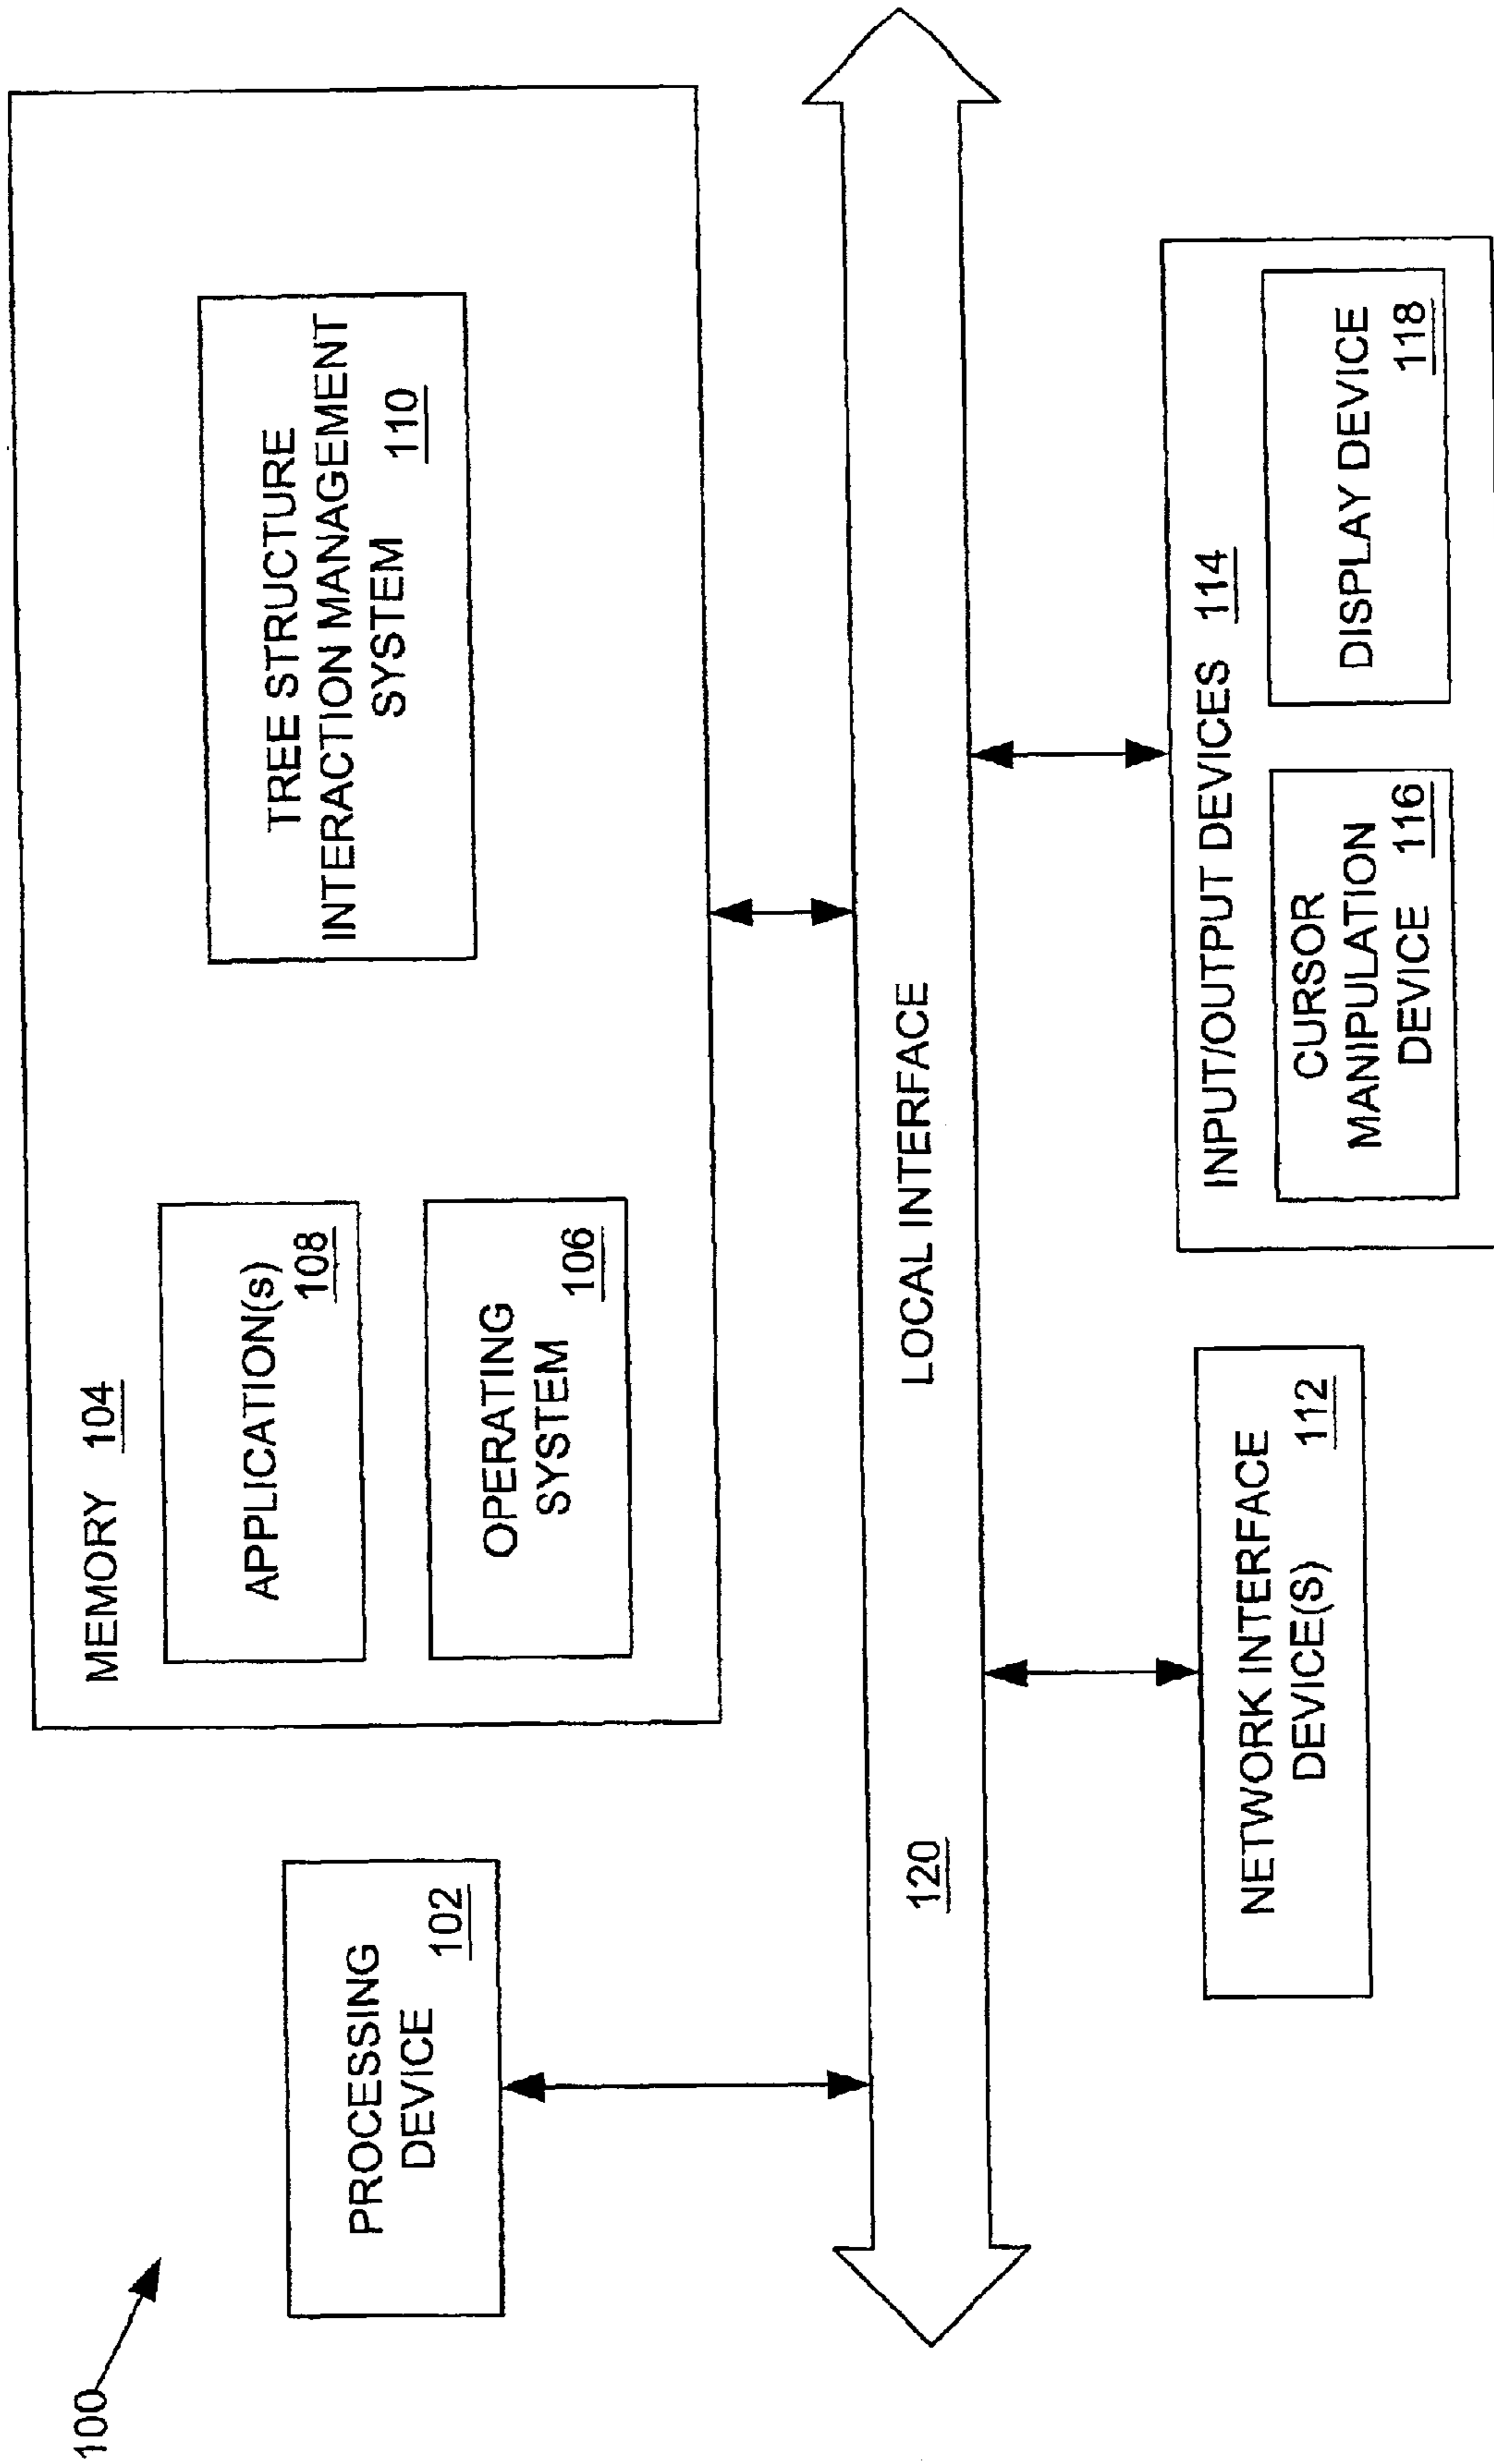 100
PROCESSING
DEVICE
102
MEMORY 104
APPLICATION(s)
108
OPERATING
SYSTEM
106
TREE STRUCTURE
INTERACTION MANAGEMENT
SYSTEM
110
120
LOCAL INTERFACE
NETWORK INTERFACE
DEVICE(S)
112
INPUT/OUTPUT DEVICES 114
CURSOR
MANIPULATION
DEVICE
116
DISPLAY DEVICE
118